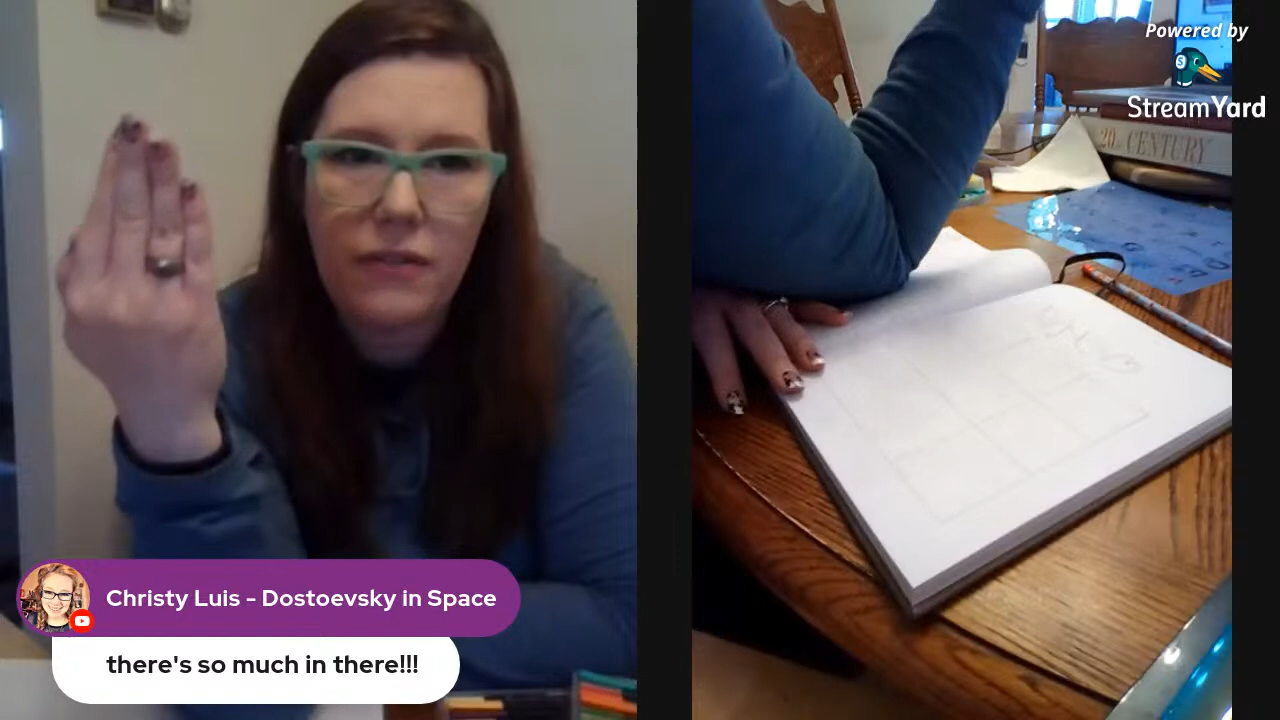 Powered by
StreamYard
20TH CENTURY
Christy Luis - Dostoevsky in Space
there's so much in there!!!